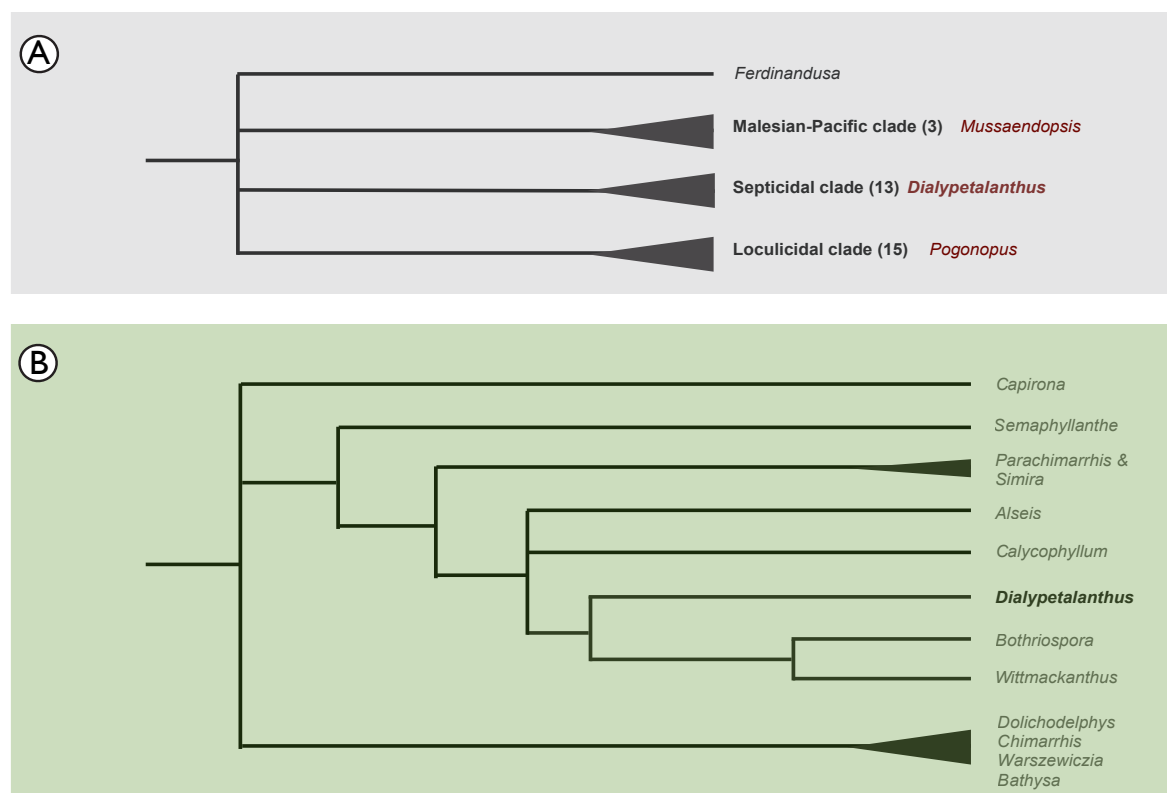 A
Ferdinandusa
Malesian-Pacific clade (3) Mussaendopsis
Septicidal clade (13) Dialypetalanthus
Loculicidal clade (15) Pogonopus
B
Capirona
Semaphyllanthe
Parachimarrhis &
Simira
Alseis
Calycophyllum
Dialypetalanthus
Bothriospora
Wittmackanthus
Dolichodelphys
Chimarrhis
Warszewiczia
Bathysa